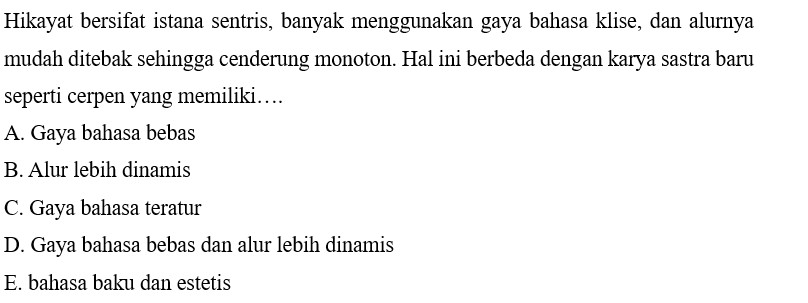 Hikayat bersifat istana sentris, banyak menggunakan gaya bahasa klise, dan alurnya
mudah ditebak sehingga cenderung monoton. Hal ini berbeda dengan karya sastra baru
seperti cerpen yang memiliki….
A. Gaya bahasa bebas
B. Alur lebih dinamis
C. Gaya bahasa teratur
D. Gaya bahasa bebas dan alur lebih dinamis
E. bahasa baku dan estetis